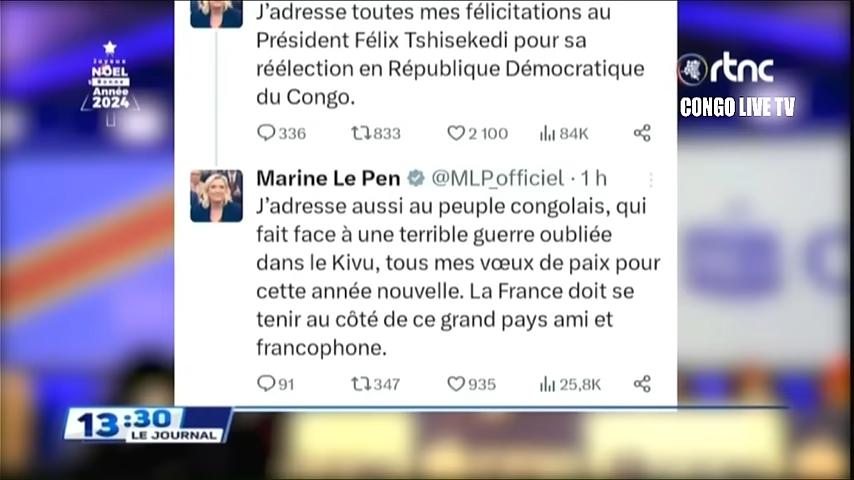 J'adresse toutes mes félicitations au
Président Félix Tshisekedi pour sa
réélection en République Démocratique
du Congo.
336 833 2 100 84K
Marine Le Pen @MLP_officiel · 1 h
J'adresse aussi au peuple congolais, qui
fait face à une terrible guerre oubliée
dans le Kivu, tous mes vœux de paix pour
cette année nouvelle. La France doit se
tenir au côté de ce grand pays ami et
francophone.
91 347 935 25,8K
Joyeux
NOËL
Bonne
Année
2024
rtnc
CONGO LIVE TV
13:30
LE JOURNAL